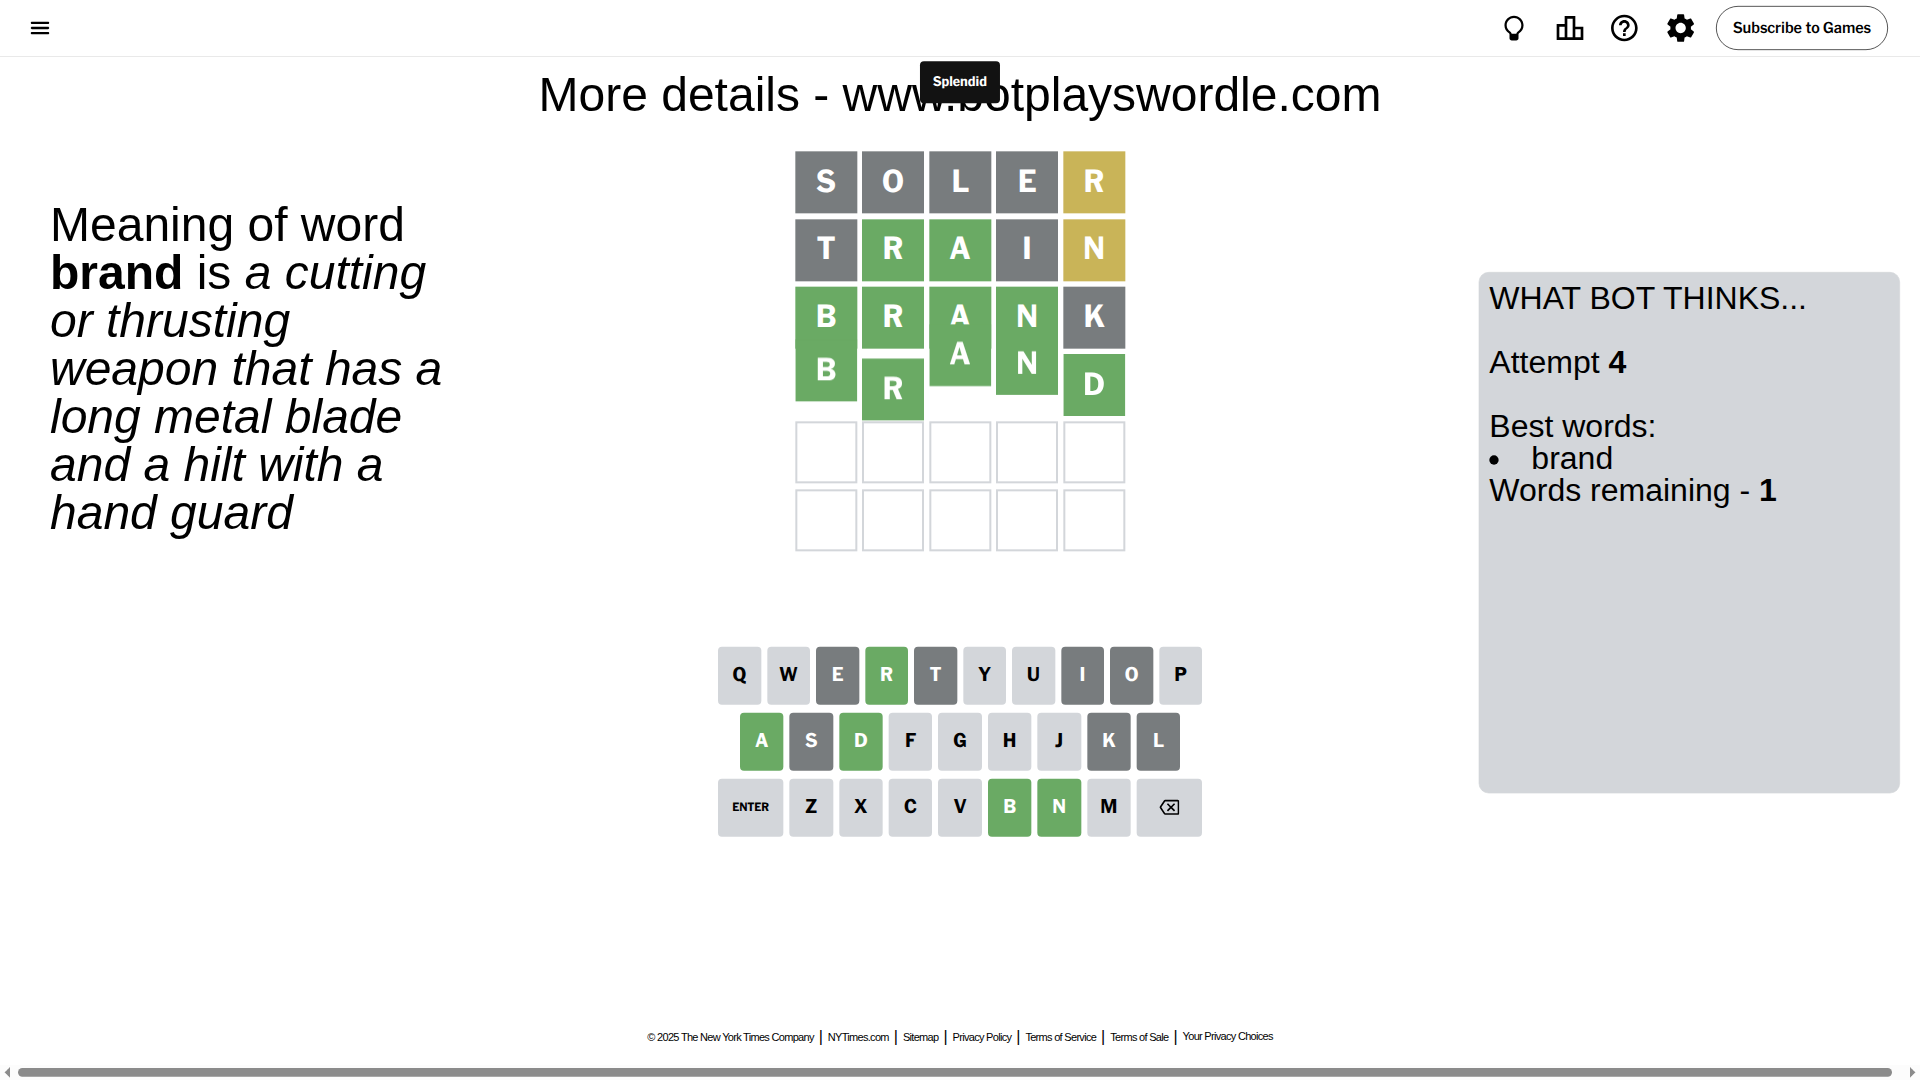 Subscribe to Games
Splendid
More details - www.botplayswordle.com
Meaning of word
brand is a cutting
or thrusting
weapon that has a
long metal blade
and a hilt with a
hand guard
S O L E R
T R A I N
B R A N K
B R A N D
WHAT BOT THINKS...
Attempt 4
Best words:
• brand
Words remaining - 1
Q W E R T Y U I O P
A S D F G H J K L
ENTER Z X C V B N M
© 2025 The New York Times Company | NYTimes.com | Sitemap | Privacy Policy | Terms of Service | Terms of Sale | Your Privacy Choices